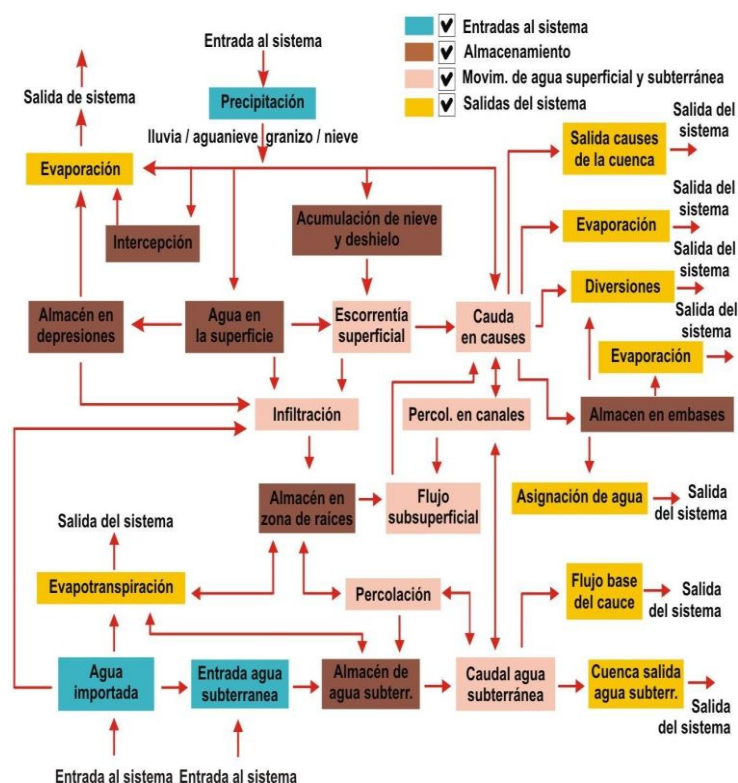 Entradas al sistema
Almacenamiento
Movim. de agua superficial y subterránea
Salidas del sistema
Entrada al sistema
Precipitación
lluvia / aguanieve granizo / nieve
Salida de sistema
Evaporación
Intercepción
Acumulación de nieve
y deshielo
Salida causes
de la cuenca
Salida del
sistema
Evaporación
Salida del
sistema
Diversiones
Salida del
sistema
Evaporación
Salida del
sistema
Almacén en
depresiones
Agua en
la superficie
Escorrentía
superficial
Cauda
en causes
Almacen en embases
Infiltración
Percol. en canales
Almacén en
zona de raíces
Flujo
subsuperficial
Asignación de agua
Salida
del sistema
Salida del sistema
Evapotranspiración
Percolación
Flujo base
del cauce
Salida
del sistema
Agua
importada
Entrada agua
subterranea
Almacén de
agua subterr.
Caudal agua
subterránéa
Cuenca salida
agua subterr.
Salida
del sistema
Entrada al sistema
Entrada al sistema